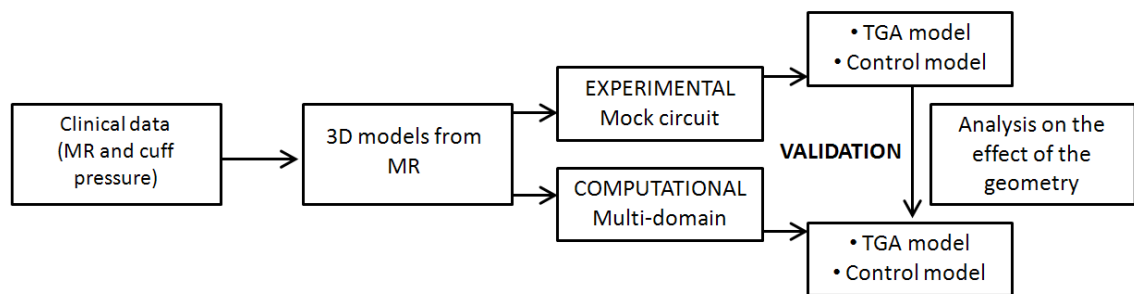 Clinical data
(MR and cuff
pressure)
3D models from
MR
EXPERIMENTAL
Mock circuit
COMPUTATIONAL
Multi-domain
• TGA model
• Control model
VALIDATION
Analysis on the
effect of the
geometry
• TGA model
• Control model